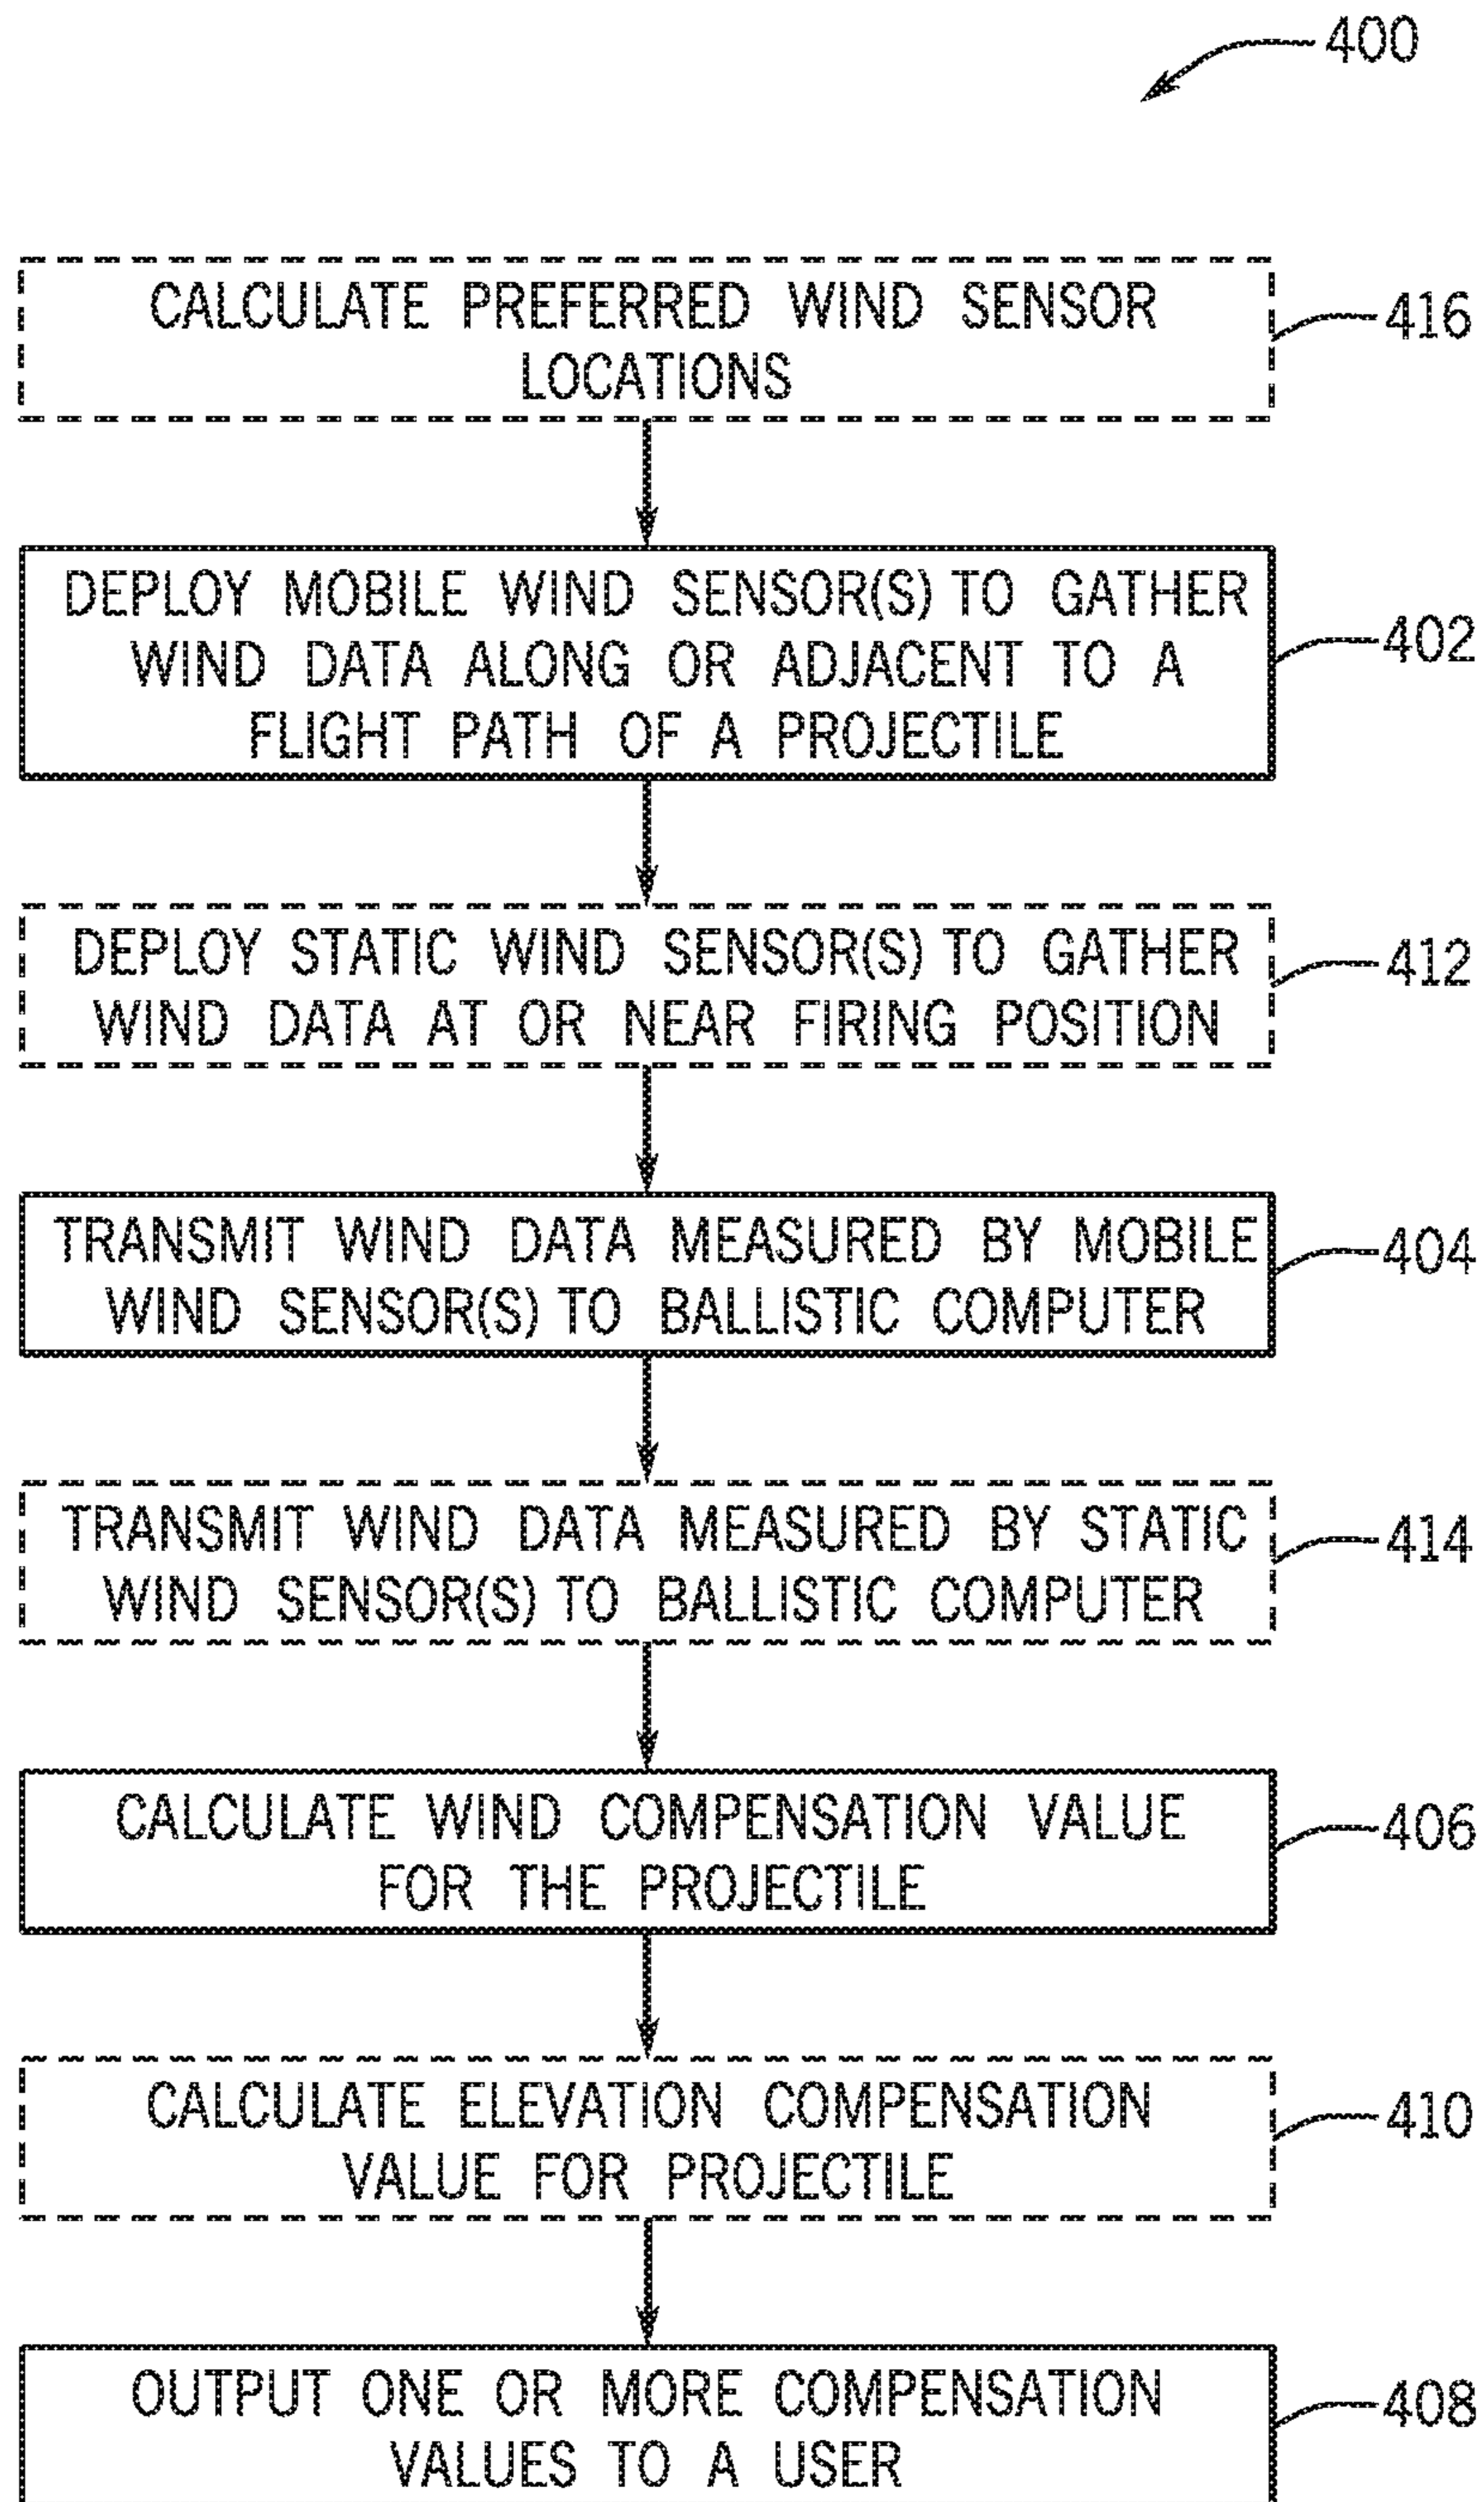 400
CALCULATE PREFERRED WIND SENSOR
LOCATIONS
416
DEPLOY MOBILE WIND SENSOR(S) TO GATHER
WIND DATA ALONG OR ADJACENT TO A
FLIGHT PATH OF A PROJECTILE
402
DEPLOY STATIC WIND SENSOR(S) TO GATHER
WIND DATA AT OR NEAR FIRING POSITION
412
TRANSMIT WIND DATA MEASURED BY MOBILE
WIND SENSOR(S) TO BALLISTIC COMPUTER
404
TRANSMIT WIND DATA MEASURED BY STATIC
WIND SENSOR(S) TO BALLISTIC COMPUTER
414
CALCULATE WIND COMPENSATION VALUE
FOR THE PROJECTILE
406
CALCULATE ELEVATION COMPENSATION
VALUE FOR PROJECTILE
410
OUTPUT ONE OR MORE COMPENSATION
VALUES TO A USER
408